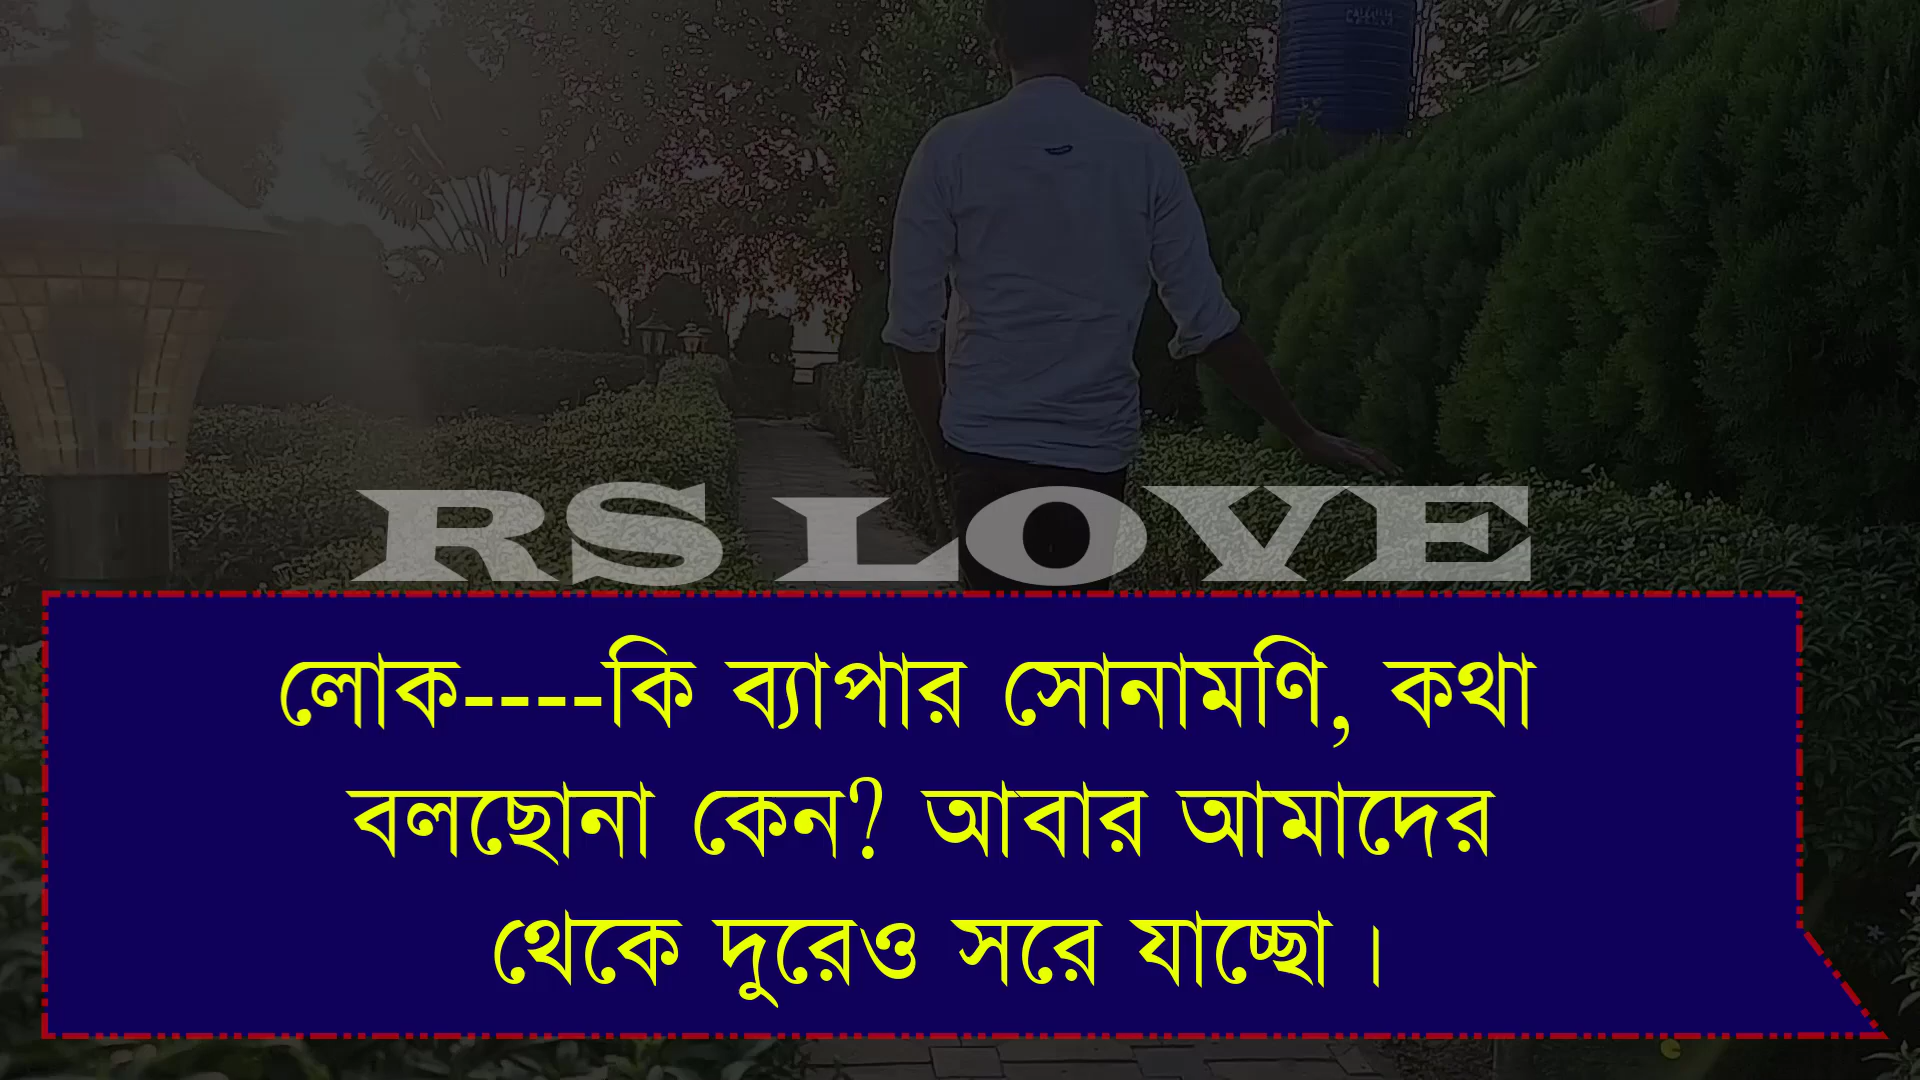 RS LOVE
লোক----কি ব্যাপার সোনামণি, কথা
বলছোনা কেন? আবার আমাদের
থেকে দুরেও সরে যাচ্ছো।